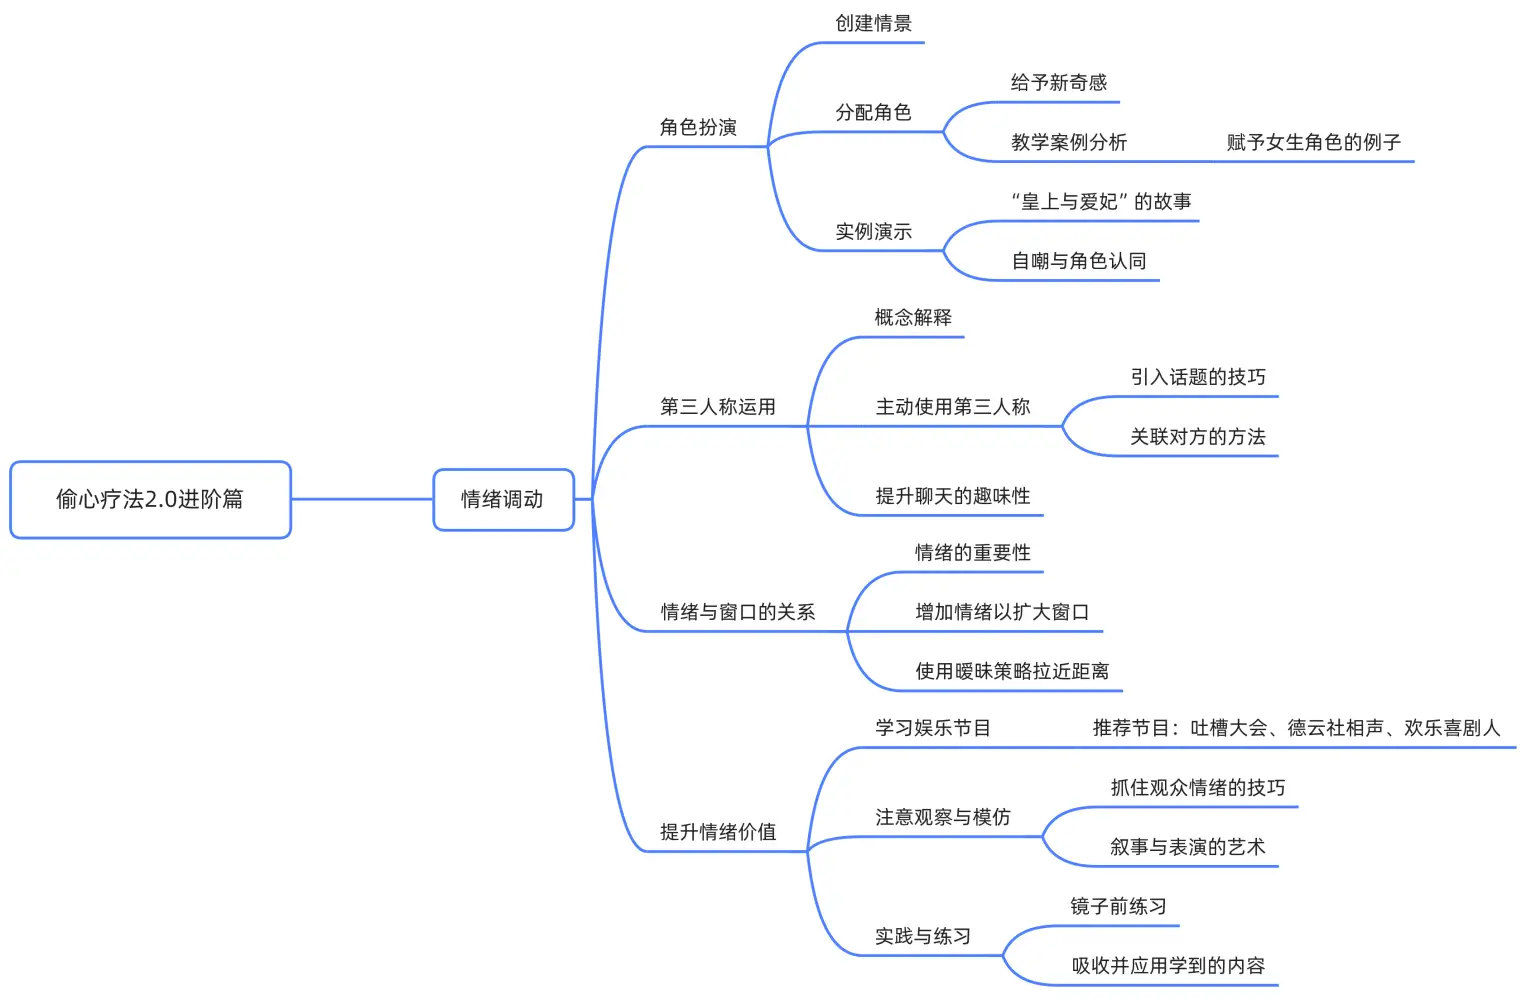 偷心疗法2.0进阶篇
情绪调动
角色扮演
创建情景
分配角色
给予新奇感
教学案例分析
赋予女生角色的例子
实例演示
“皇上与爱妃”的故事
自嘲与角色认同
第三人称运用
概念解释
主动使用第三人称
引入话题的技巧
关联对方的方法
提升聊天的趣味性
情绪与窗口的关系
情绪的重要性
增加情绪以扩大窗口
使用暧昧策略拉近距离
提升情绪价值
学习娱乐节目
推荐节目：吐槽大会、德云社相声、欢乐喜剧人
注意观察与模仿
抓住观众情绪的技巧
叙事与表演的艺术
实践与练习
镜子前练习
吸收并应用学到的内容